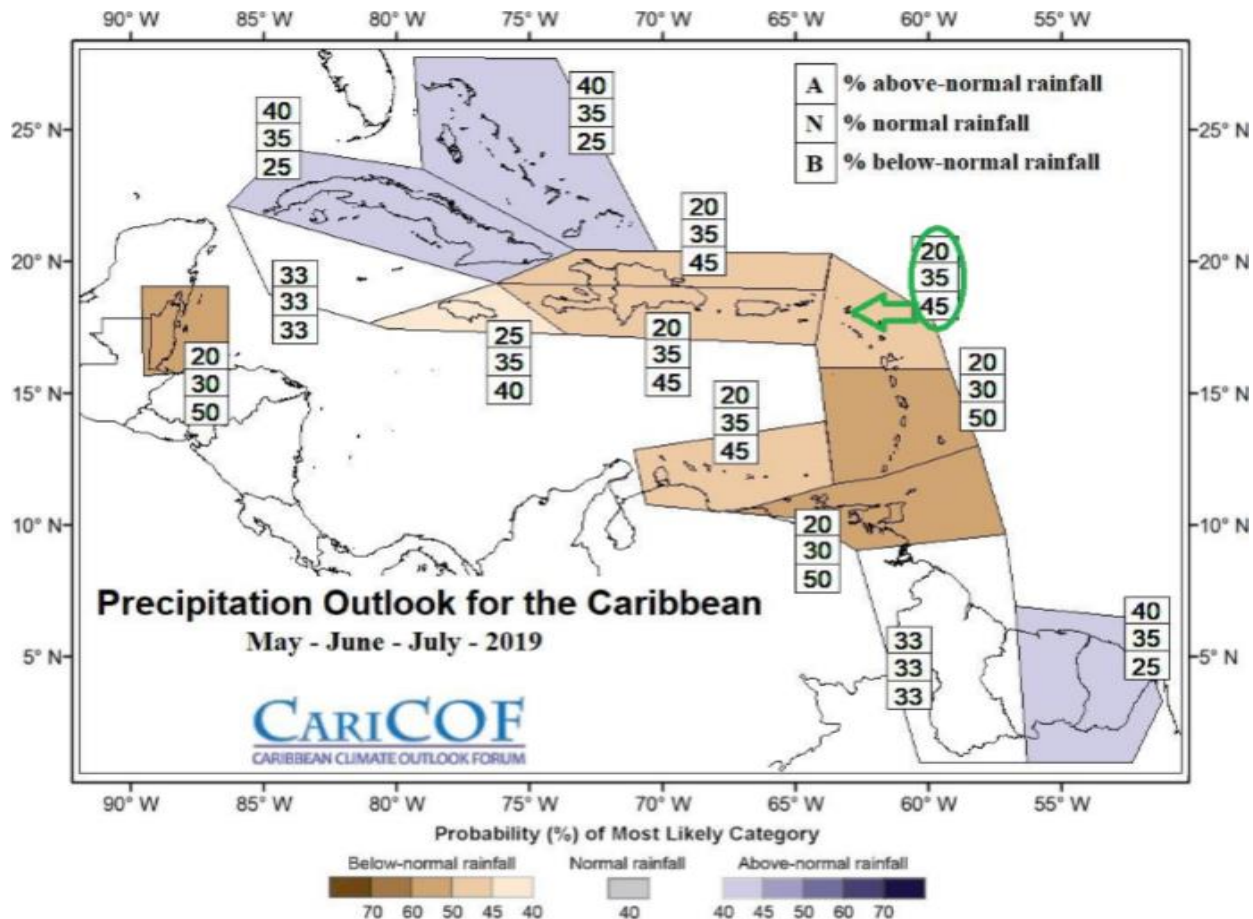 90° W 85° W 80° W 75° W 70° W 65° W 60° W 55° W
A % above-normal rainfall
N % normal rainfall
B % below-normal rainfall
25° N 25° N
20° N 20° N
15° N 15° N
10° N 10° N
5° N 5° N
40
35
25
40
35
25
20
35
45
20
35
45
33
33
33
25
35
40
20
35
45
20
30
50
20
35
45
20
30
50
20
30
50
33
33
33
40
35
25
Precipitation Outlook for the Caribbean
May - June - July - 2019
CARICOF
CARIBBEAN CLIMATE OUTLOOK FORUM
90° W 85° W 80° W 75° W 70° W 65° W 60° W 55° W
Probability (%) of Most Likely Category
Below-normal rainfall Normal rainfall Above-normal rainfall
70 60 50 45 40 40 40 45 50 60 70